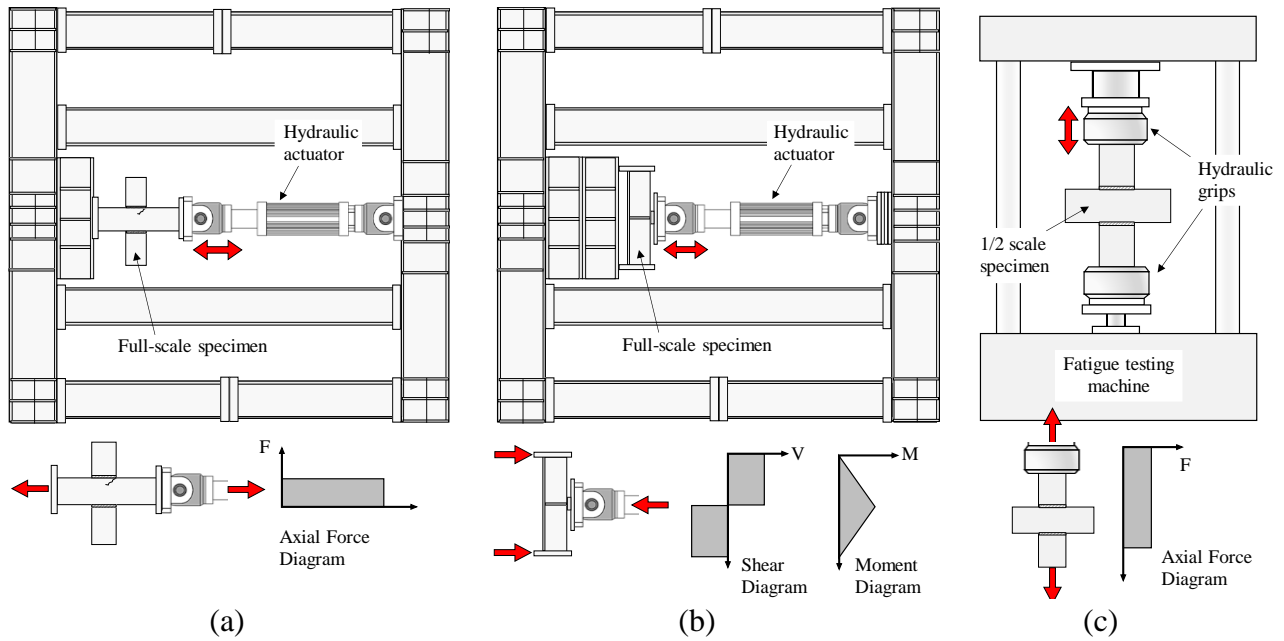 Hydraulic
actuator
Full-scale specimen
F
Axial Force
Diagram
(a)
Hydraulic
actuator
Full-scale specimen
V
Shear
Diagram
M
Moment
Diagram
(b)
Hydraulic
grips
1/2 scale
specimen
Fatigue testing
machine
F
Axial Force
Diagram
(c)